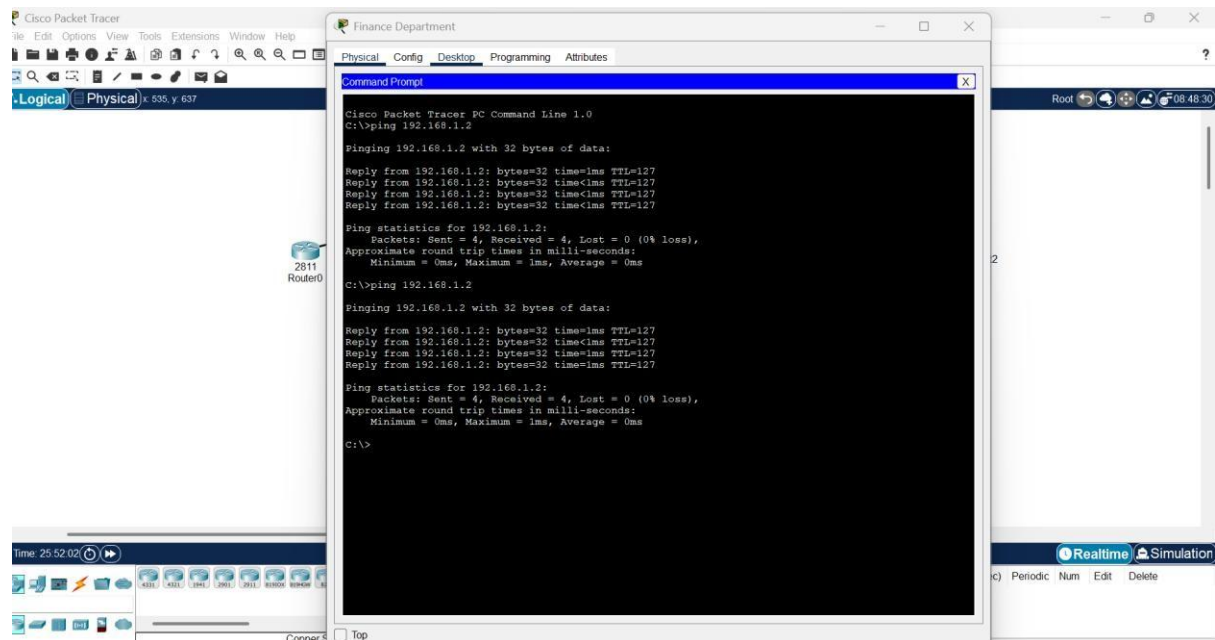 Cisco Packet Tracer
File Edit Options View Tools Extensions Window Help
Logical Physical x: 535, y: 637
Root 08:48:30
?
2811
Router0
2
Finance Department
Physical Config Desktop Programming Attributes
Command Prompt X
Cisco Packet Tracer PC Command Line 1.0
C:\>ping 192.168.1.2
Pinging 192.168.1.2 with 32 bytes of data:
Reply from 192.168.1.2: bytes=32 time=1ms TTL=127
Reply from 192.168.1.2: bytes=32 time<1ms TTL=127
Reply from 192.168.1.2: bytes=32 time<1ms TTL=127
Reply from 192.168.1.2: bytes=32 time<1ms TTL=127
Ping statistics for 192.168.1.2:
Packets: Sent = 4, Received = 4, Lost = 0 (0% loss),
Approximate round trip times in milli-seconds:
Minimum = 0ms, Maximum = 1ms, Average = 0ms
C:\>ping 192.168.1.2
Pinging 192.168.1.2 with 32 bytes of data:
Reply from 192.168.1.2: bytes=32 time=1ms TTL=127
Reply from 192.168.1.2: bytes=32 time<1ms TTL=127
Reply from 192.168.1.2: bytes=32 time=1ms TTL=127
Reply from 192.168.1.2: bytes=32 time=1ms TTL=127
Ping statistics for 192.168.1.2:
Packets: Sent = 4, Received = 4, Lost = 0 (0% loss),
Approximate round trip times in milli-seconds:
Minimum = 0ms, Maximum = 1ms, Average = 0ms
C:\>
Top
Time: 25:52:02
Realtime Simulation
4331 4321 1941 2901 2911
c) Periodic Num Edit Delete
Copper S